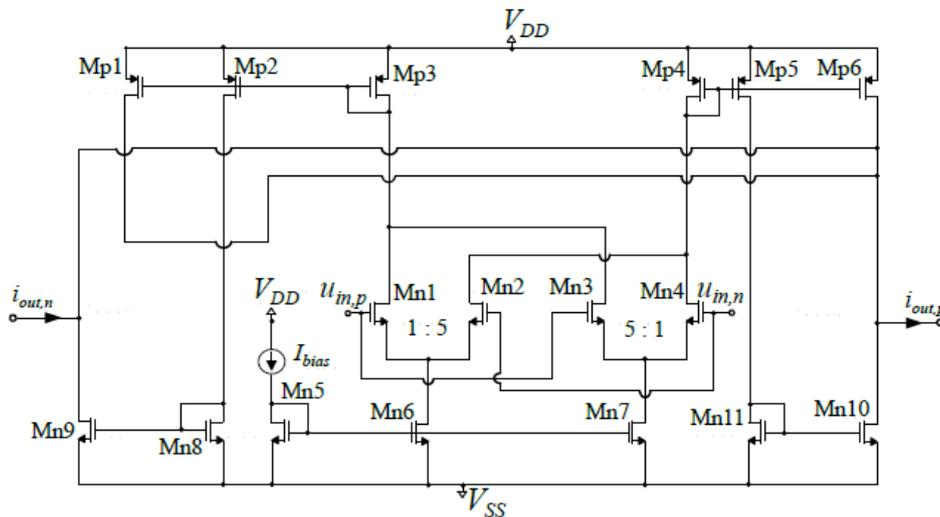 V_DD
Mp1
Mp2
Mp3
Mp4
Mp5
Mp6
i_out,n
V_DD
u_in,p
Mn1
Mn2
Mn3
Mn4
u_in,n
i_out,p
1 : 5
5 : 1
I_bias
Mn5
Mn9
Mn8
Mn6
Mn7
Mn11
Mn10
V_SS